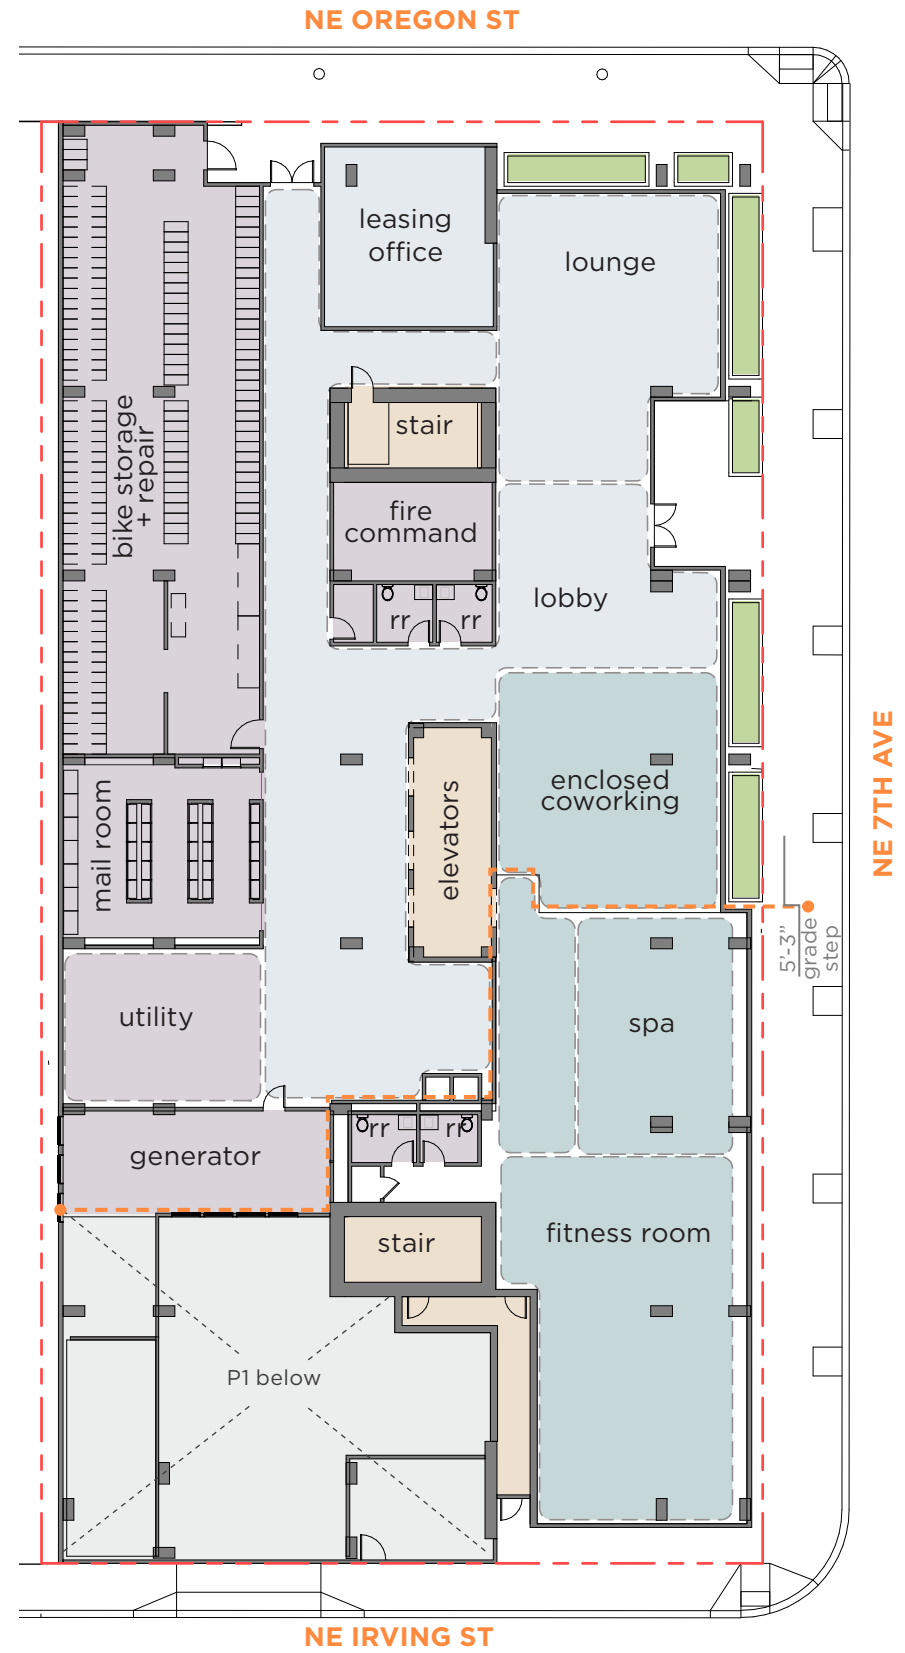 NE OREGON ST
leasing
office
lounge
stair
bike storage
+ repair
fire
command
lobby
rr
rr
NE 7TH AVE
enclosed
coworking
elevators
mail room
5'-3"
grade
step
utility
spa
rr
rr
generator
fitness room
stair
P1 below
NE IRVING ST